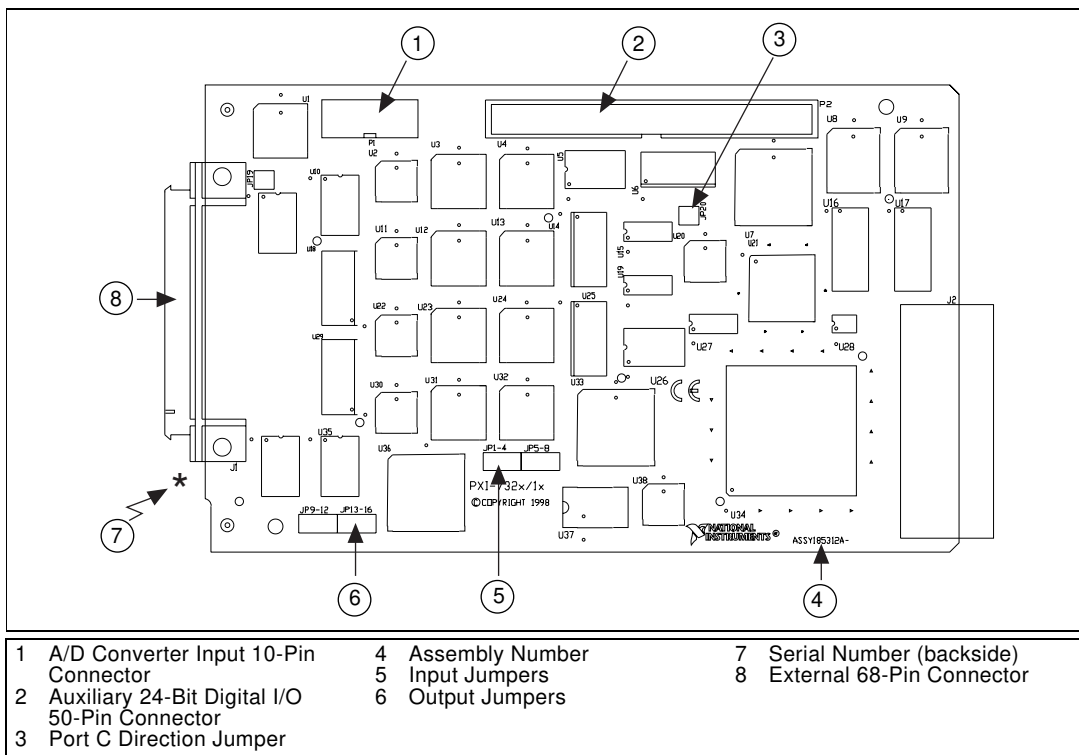 1
2
3
P2
U1
P1
U2
U3
U4
U5
U6
U8
U9
JP19
U10
JP20
U11
U12
U13
U14
U15
U20
U7
U21
U16
U17
U18
U19
8
U22
U23
U24
U25
J2
U29
U27
U28
U30
U31
U32
U33
U26
CE
U35
U36
JP1-4
JP5-8
J1
*
PXI-732x/1x
©COPYRIGHT 1998
U38
U34
JP9-12
JP13-16
U37
NATIONAL
INSTRUMENTS ®
ASSY185312A-
7
6
5
4
1 A/D Converter Input 10-Pin
Connector
2 Auxiliary 24-Bit Digital I/O
50-Pin Connector
3 Port C Direction Jumper
4 Assembly Number
5 Input Jumpers
6 Output Jumpers
7 Serial Number (backside)
8 External 68-Pin Connector